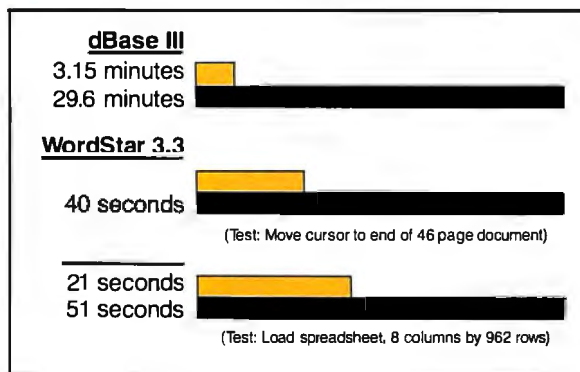 dBase III
3.15 minutes
29.6 minutes
WordStar 3.3
40 seconds
(Test: Move cursor to end of 46 page document)
21 seconds
51 seconds
(Test: Load spreadsheet, 8 columns by 962 rows)